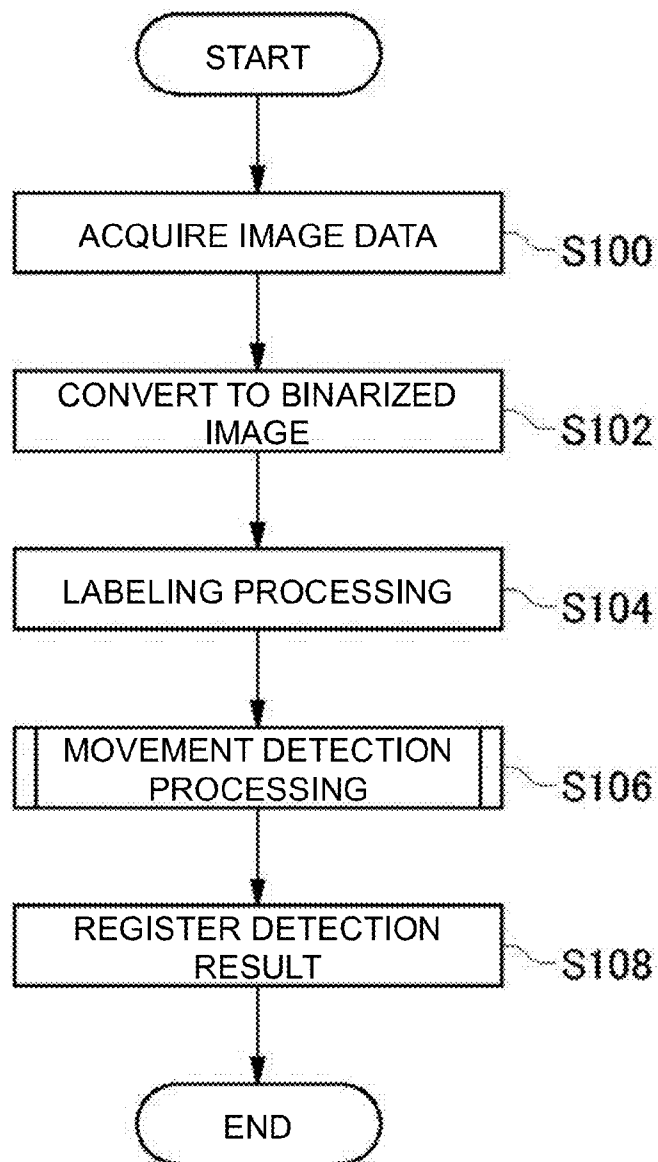 START
ACQUIRE IMAGE DATA
S100
CONVERT TO BINARIZED
IMAGE
S102
LABELING PROCESSING
S104
MOVEMENT DETECTION
PROCESSING
S106
REGISTER DETECTION
RESULT
S108
END